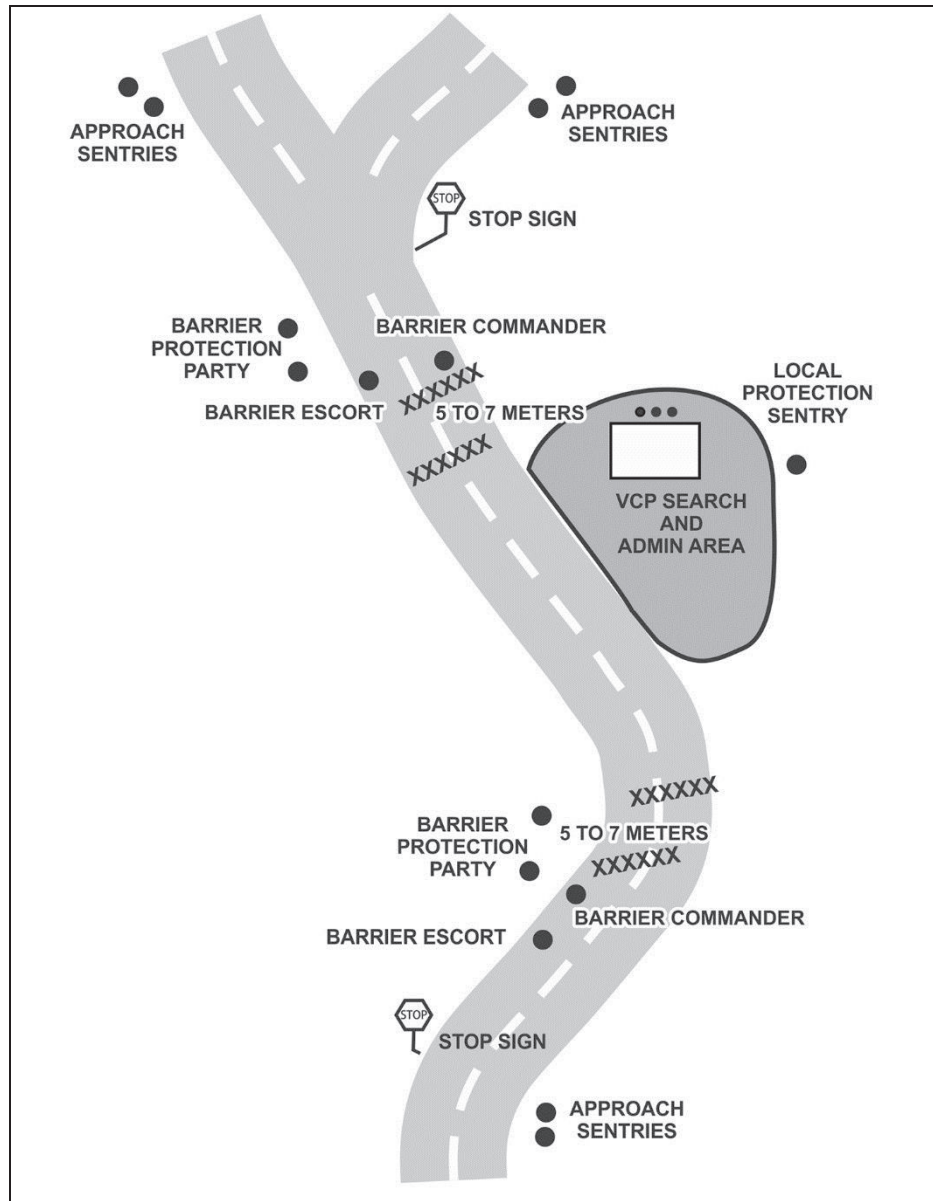 APPROACH
SENTRIES
APPROACH
SENTRIES
STOP
STOP SIGN
BARRIER
PROTECTION
PARTY
BARRIER COMMANDER
BARRIER ESCORT
XXXXXX
5 TO 7 METERS
XXXXXX
LOCAL
PROTECTION
SENTRY
VCP SEARCH
AND
ADMIN AREA
XXXXXX
BARRIER
PROTECTION
PARTY
5 TO 7 METERS
XXXXXX
BARRIER COMMANDER
BARRIER ESCORT
STOP
STOP SIGN
APPROACH
SENTRIES